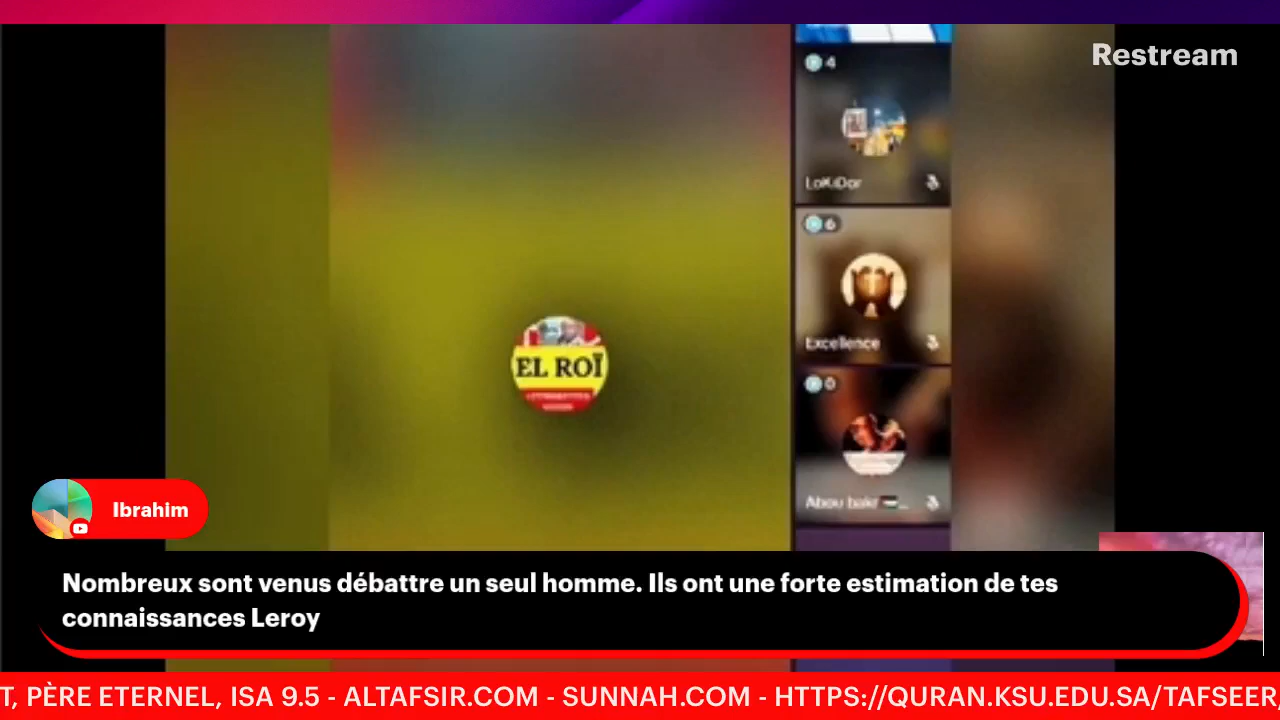 Restream
4
LoKiDor
6
Excellence
0
Abou bakr
EL ROÏ
Ibrahim
Nombreux sont venus débattre un seul homme. Ils ont une forte estimation de tes
connaissances Leroy
T, PÈRE ETERNEL, ISA 9.5 - ALTAFSIR.COM - SUNNAH.COM - HTTPS://QURAN.KSU.EDU.SA/TAFSEER/